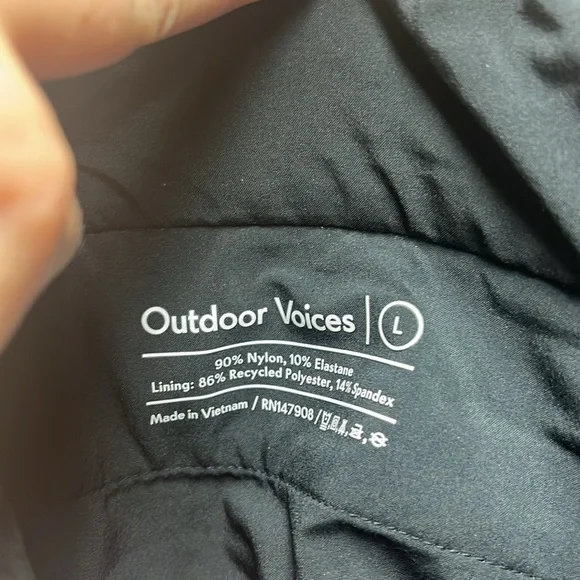 Outdoor Voices | L
90% Nylon, 10% Elastane
Lining: 86% Recycled Polyester, 14% Spandex
Made in Vietnam / RN147908 /